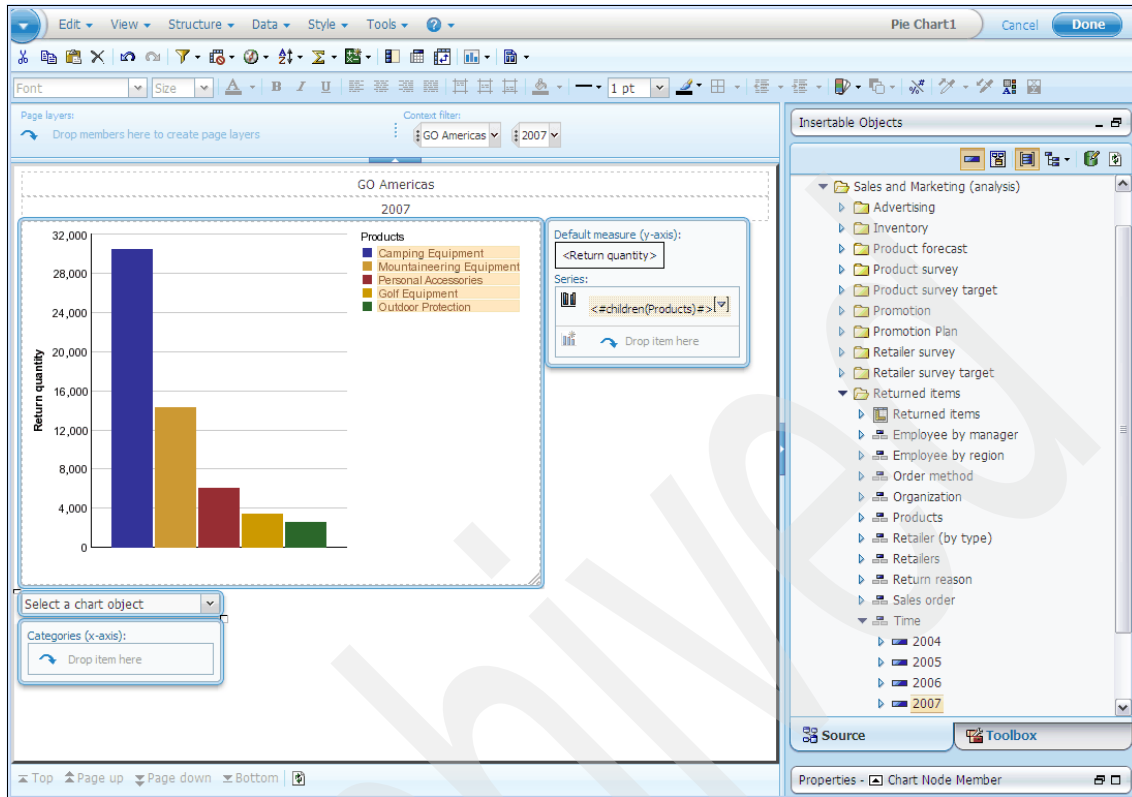 Edit View Structure Data Style Tools Pie Chart1 Cancel Done
Font Size A B I U 1 pt
Page layers:
Drop members here to create page layers
Context filter:
GO Americas 2007
GO Americas
2007
32,000
28,000
24,000
20,000
16,000
12,000
8,000
4,000
0
Return quantity
Products
Camping Equipment
Mountaineering Equipment
Personal Accessories
Golf Equipment
Outdoor Protection
Default measure (y-axis):
<Return quantity>
Series:
<#children(Products)#>
Drop item here
Select a chart object
Categories (x-axis):
Drop item here
Top Page up Page down Bottom
Insertable Objects
Sales and Marketing (analysis)
Advertising
Inventory
Product forecast
Product survey
Product survey target
Promotion
Promotion Plan
Retailer survey
Retailer survey target
Returned items
Returned items
Employee by manager
Employee by region
Order method
Organization
Products
Retailer (by type)
Retailers
Return reason
Sales order
Time
2004
2005
2006
2007
Source Toolbox
Properties - Chart Node Member